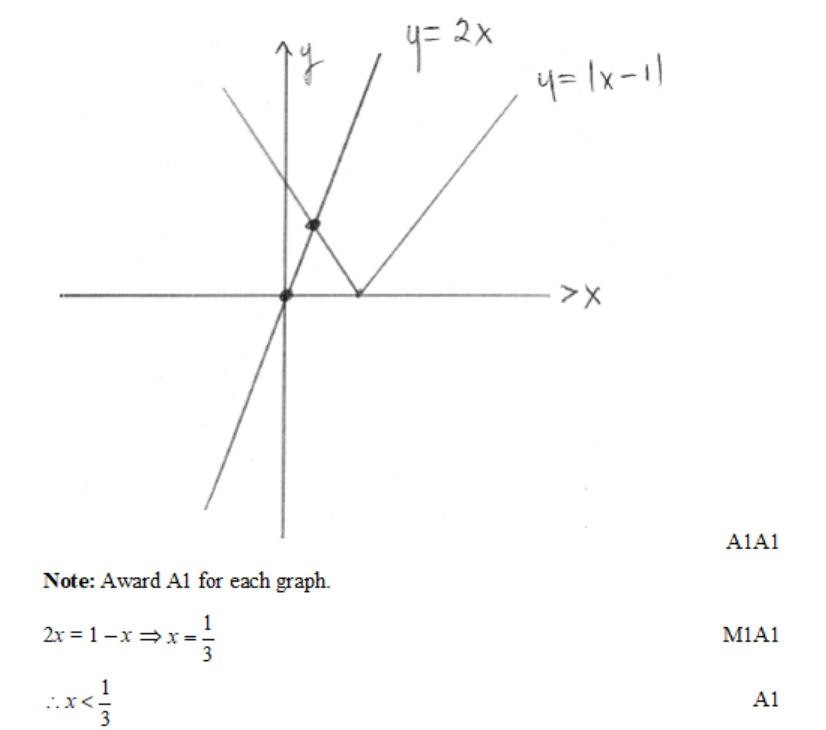 y = 2x
y
y = |x-1|
> x
A1A1
Note: Award A1 for each graph.
2x = 1 – x ⇒ x = 1/3
M1A1
∴ x < 1/3
A1